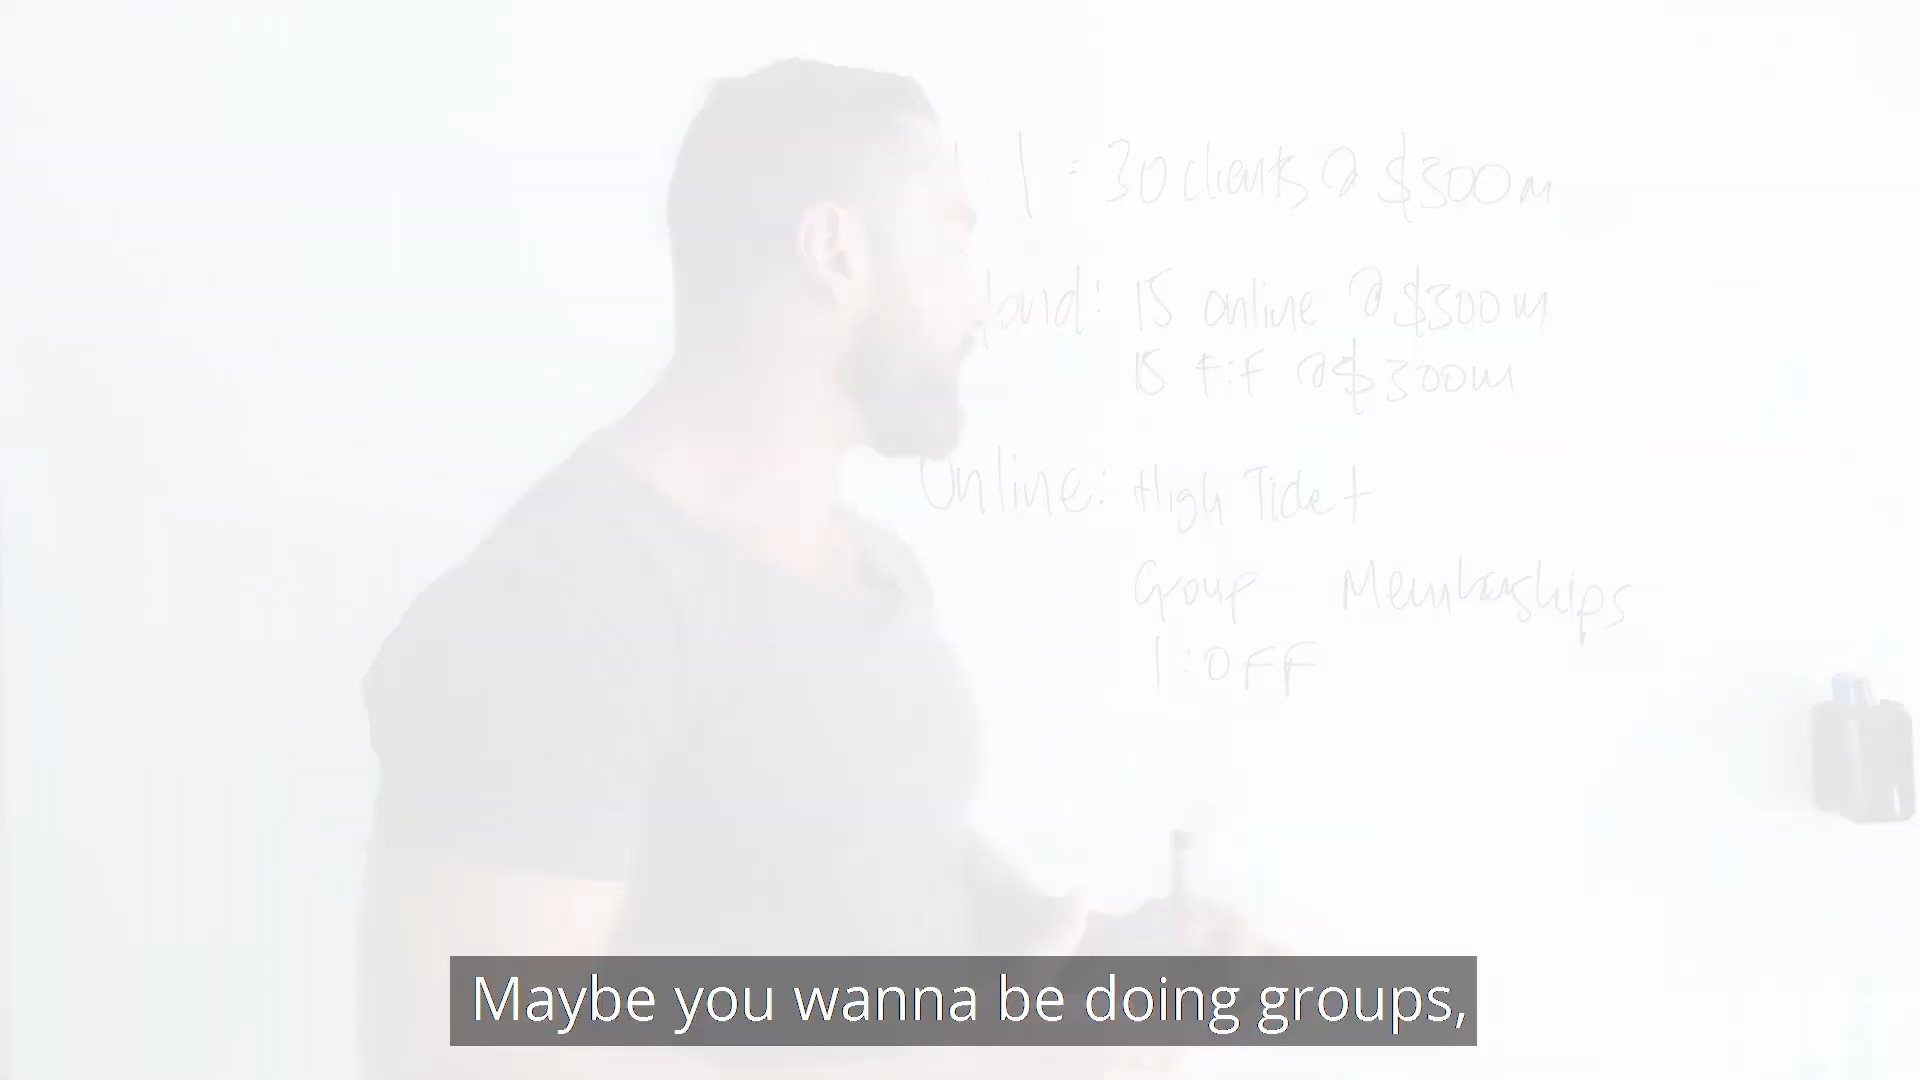 1 = 30 clients @ $300m
15 online @ $300m
15 F:F @ $300m
Online: High Ticket
Group Memberships
1:OFF
Maybe you wanna be doing groups,